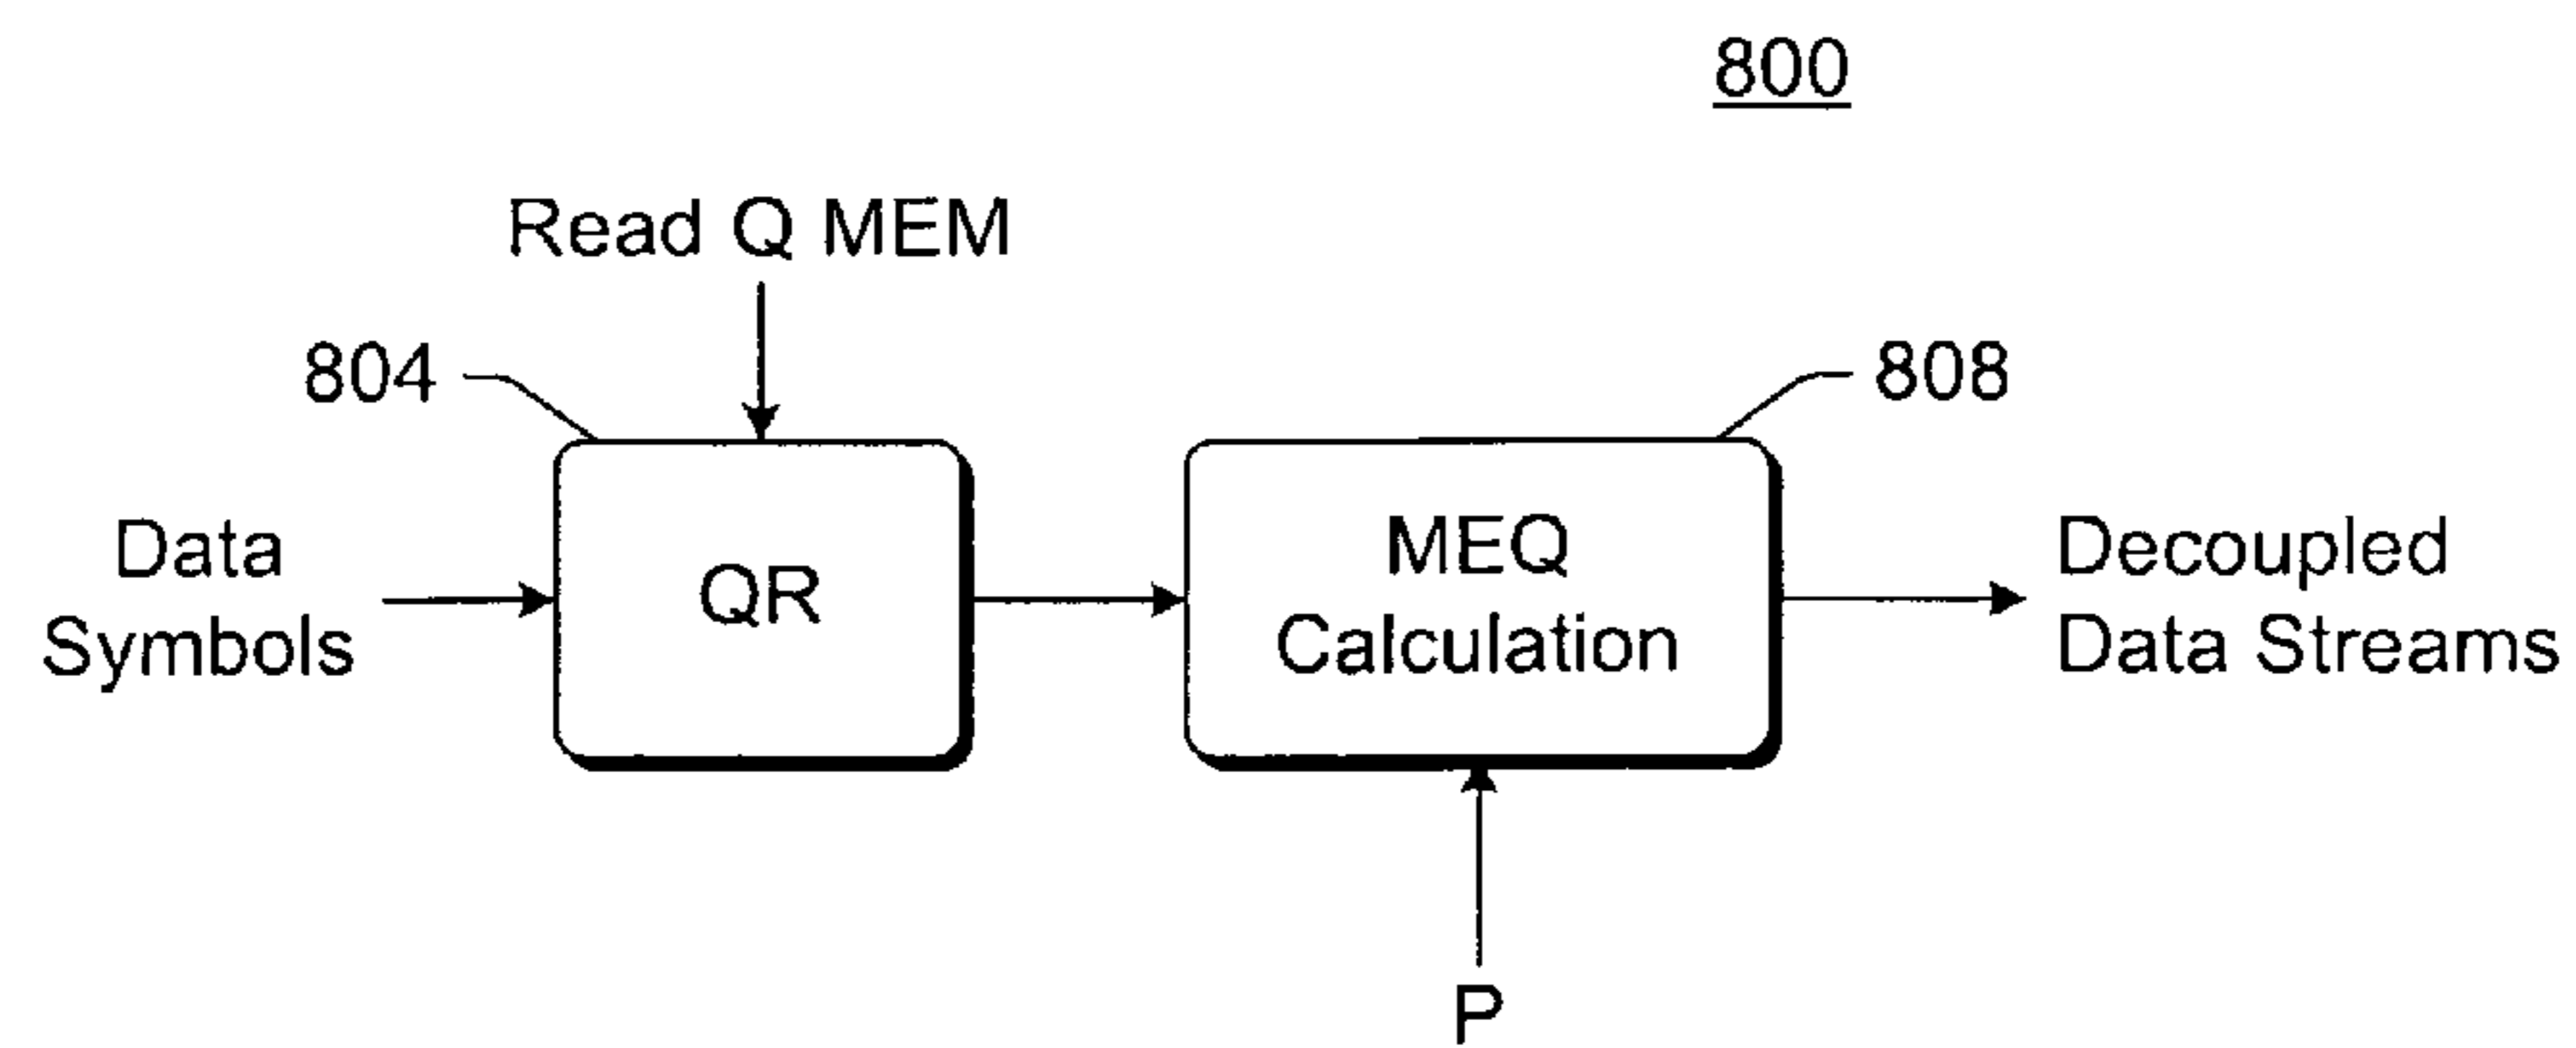 800
Read Q MEM
804
808
Data
Symbols
QR
MEQ
Calculation
Decoupled
Data Streams
P